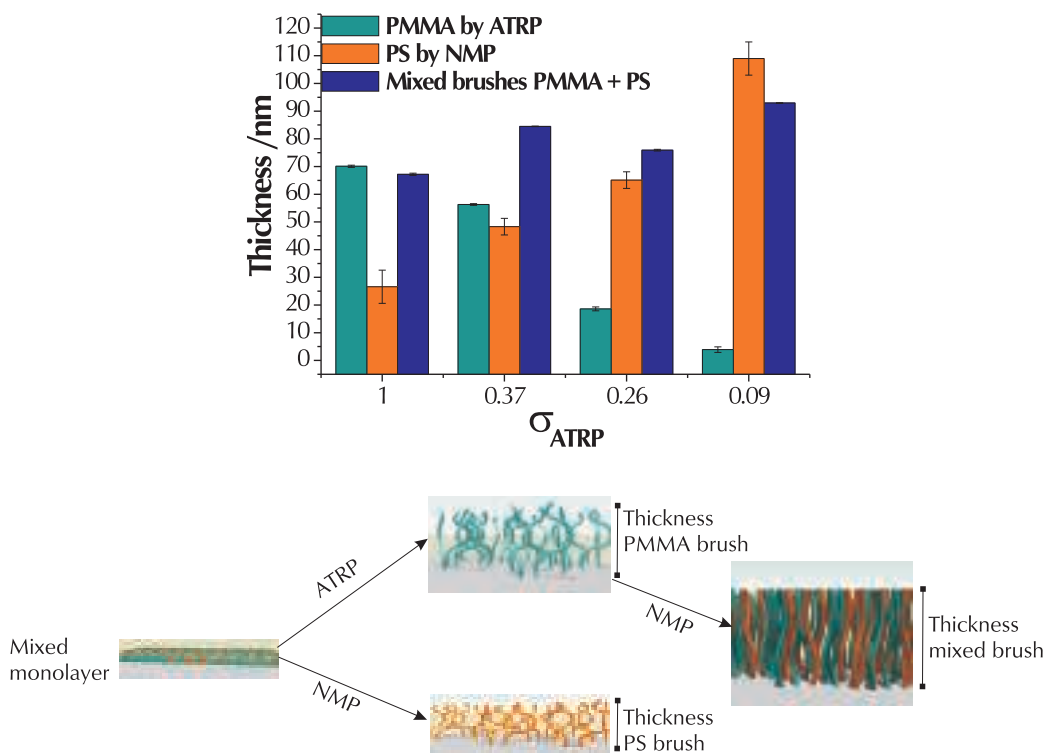 PMMA by ATRP
PS by NMP
Mixed brushes PMMA + PS
Thickness /nm
120
110
100
90
80
70
60
50
40
30
20
10
0
1 0.37 0.26 0.09
σATRP
Thickness
PMMA brush
ATRP
NMP
Mixed
monolayer
Thickness
mixed brush
NMP
Thickness
PS brush